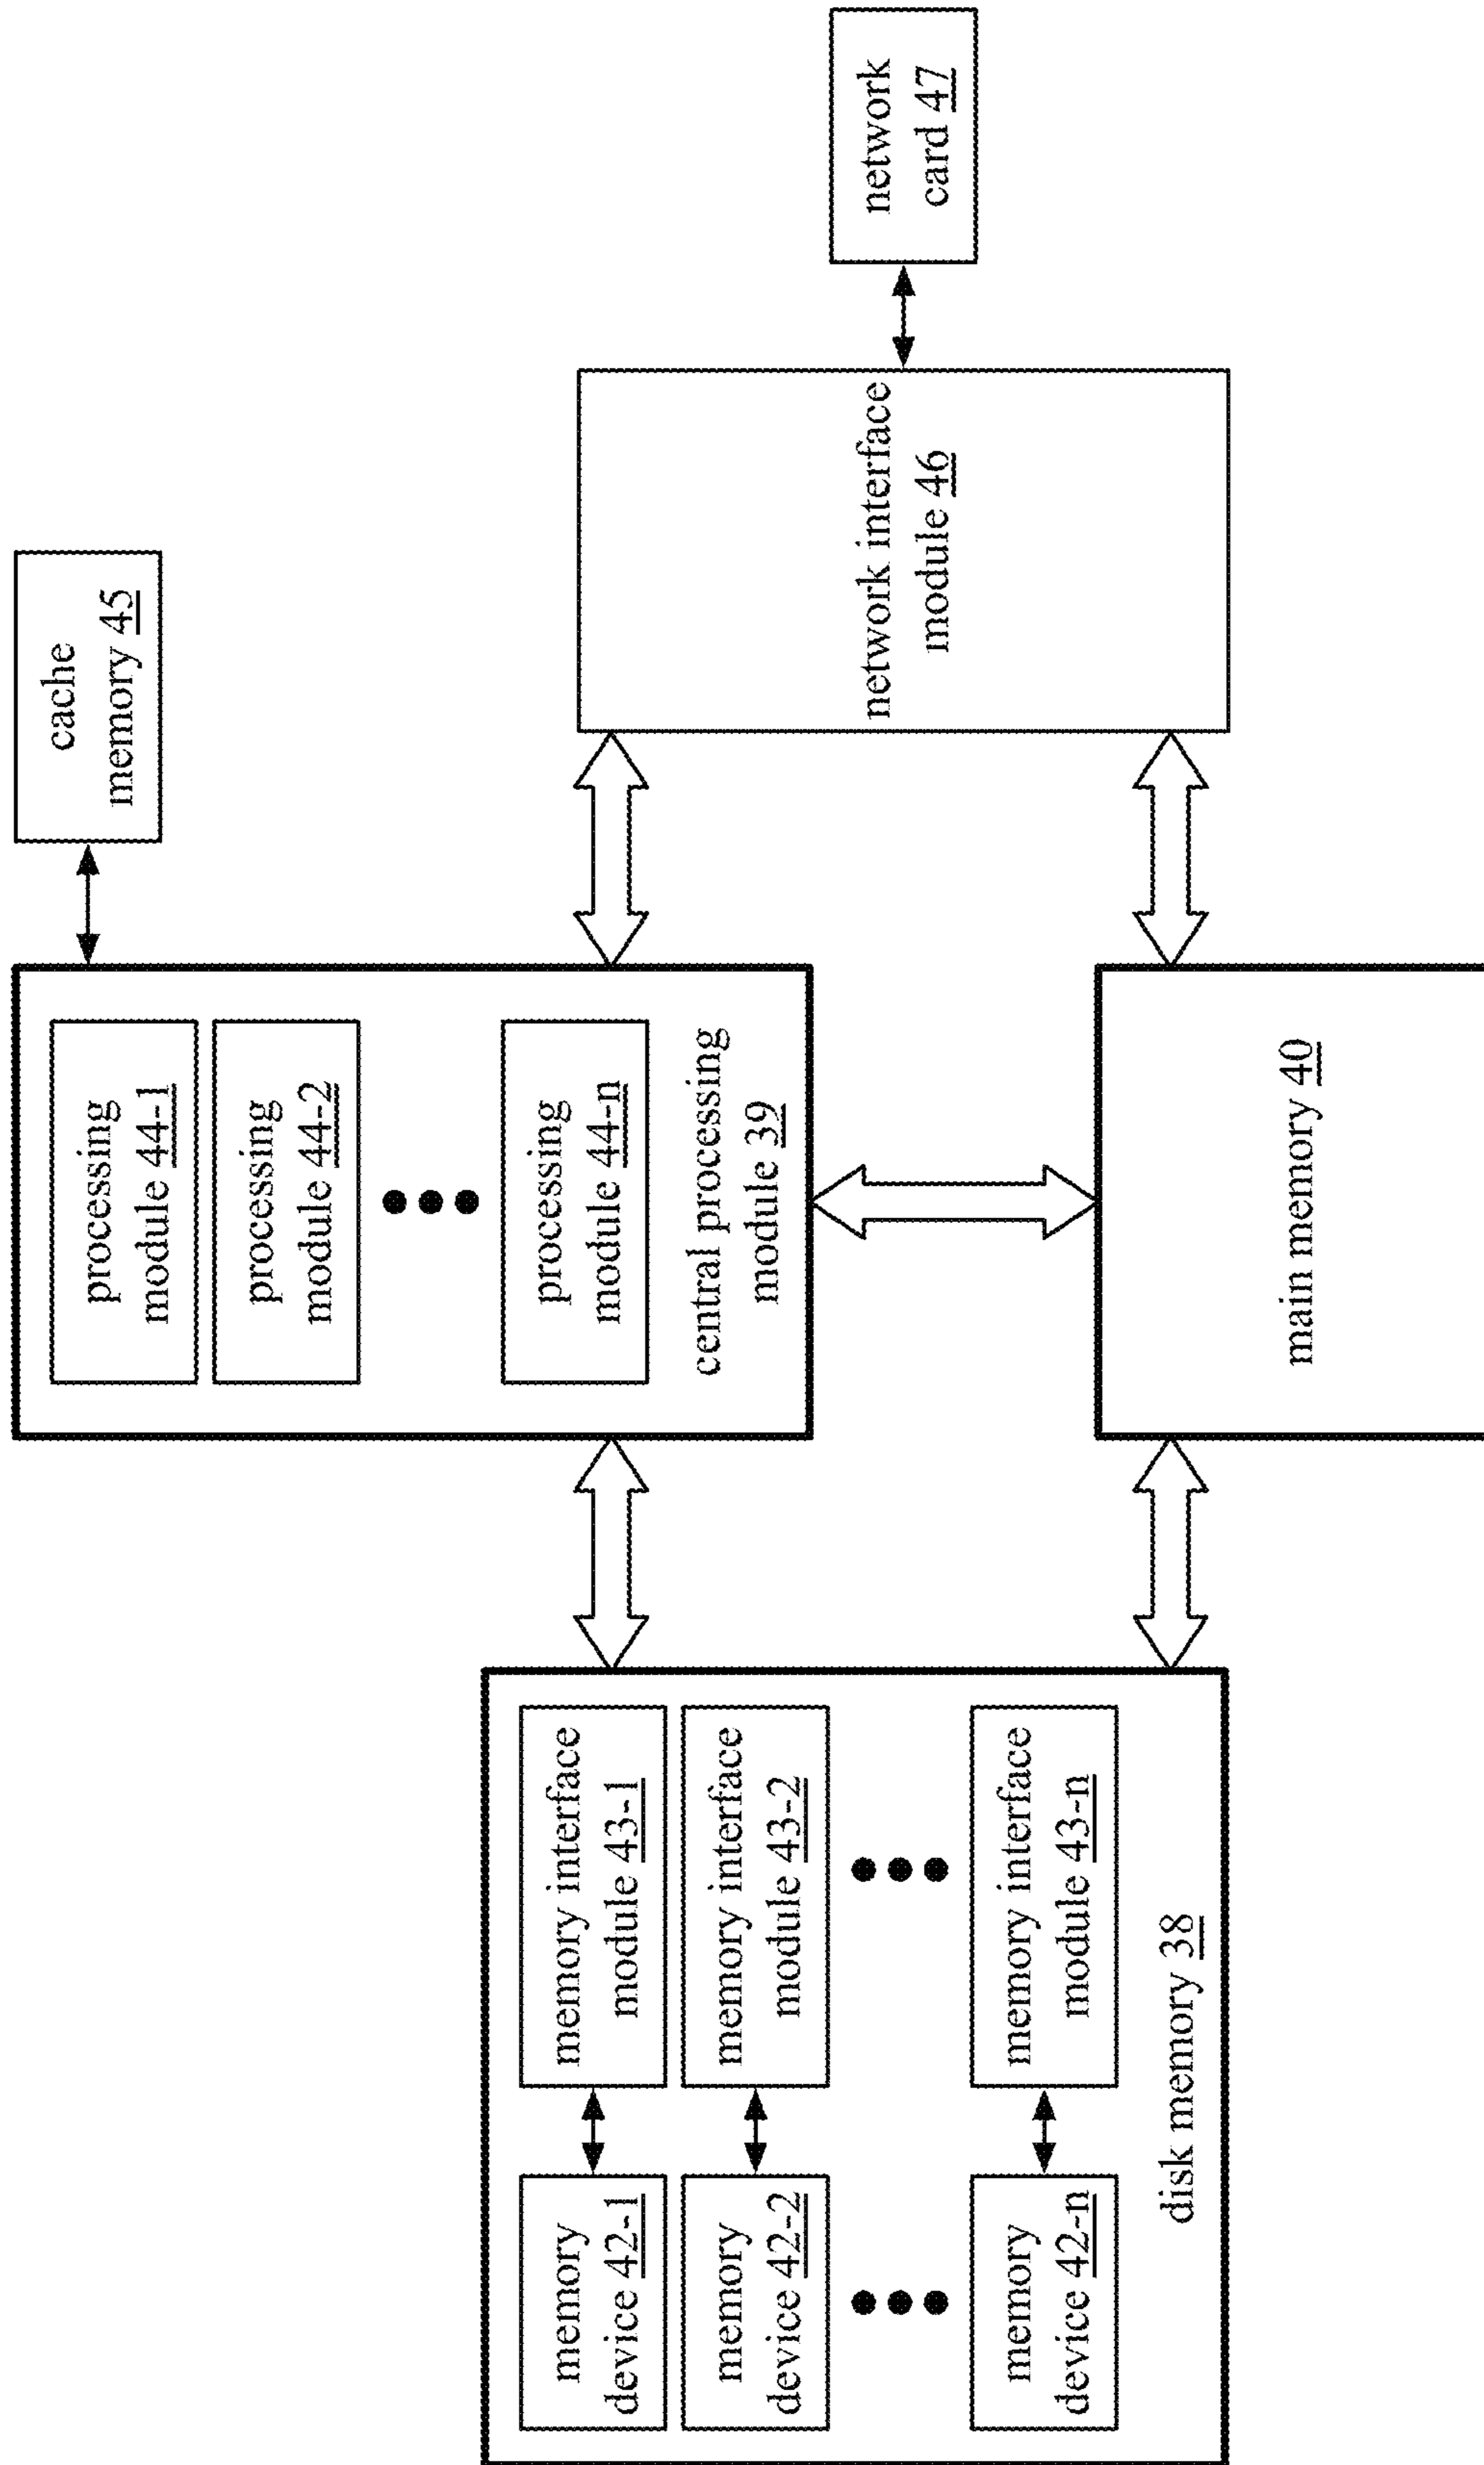 memory
device 42-1
memory interface
module 43-1
memory
device 42-2
memory interface
module 43-2
memory
device 42-n
memory interface
module 43-n
disk memory 38
processing
module 44-1
processing
module 44-2
processing
module 44-n
central processing
module 39
main memory 40
cache
memory 45
network interface
module 46
network
card 47